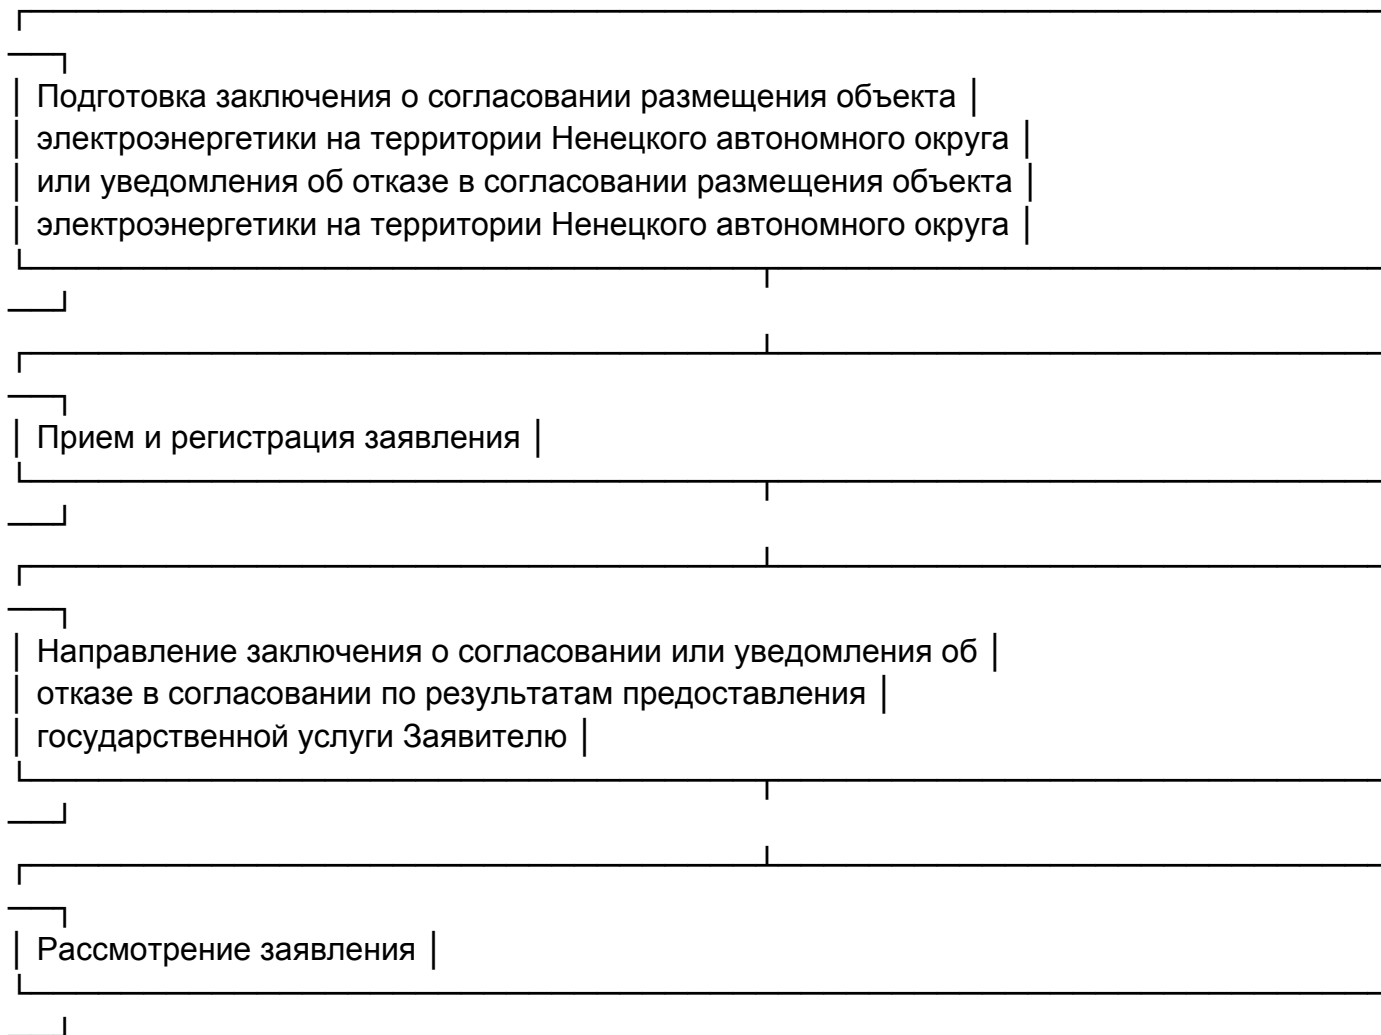 Подготовка заключения о согласовании размещения объекта
электроэнергетики на территории Ненецкого автономного округа
или уведомления об отказе в согласовании размещения объекта
электроэнергетики на территории Ненецкого автономного округа
Прием и регистрация заявления
Направление заключения о согласовании или уведомления об
отказе в согласовании по результатам предоставления
государственной услуги Заявителю
Рассмотрение заявления